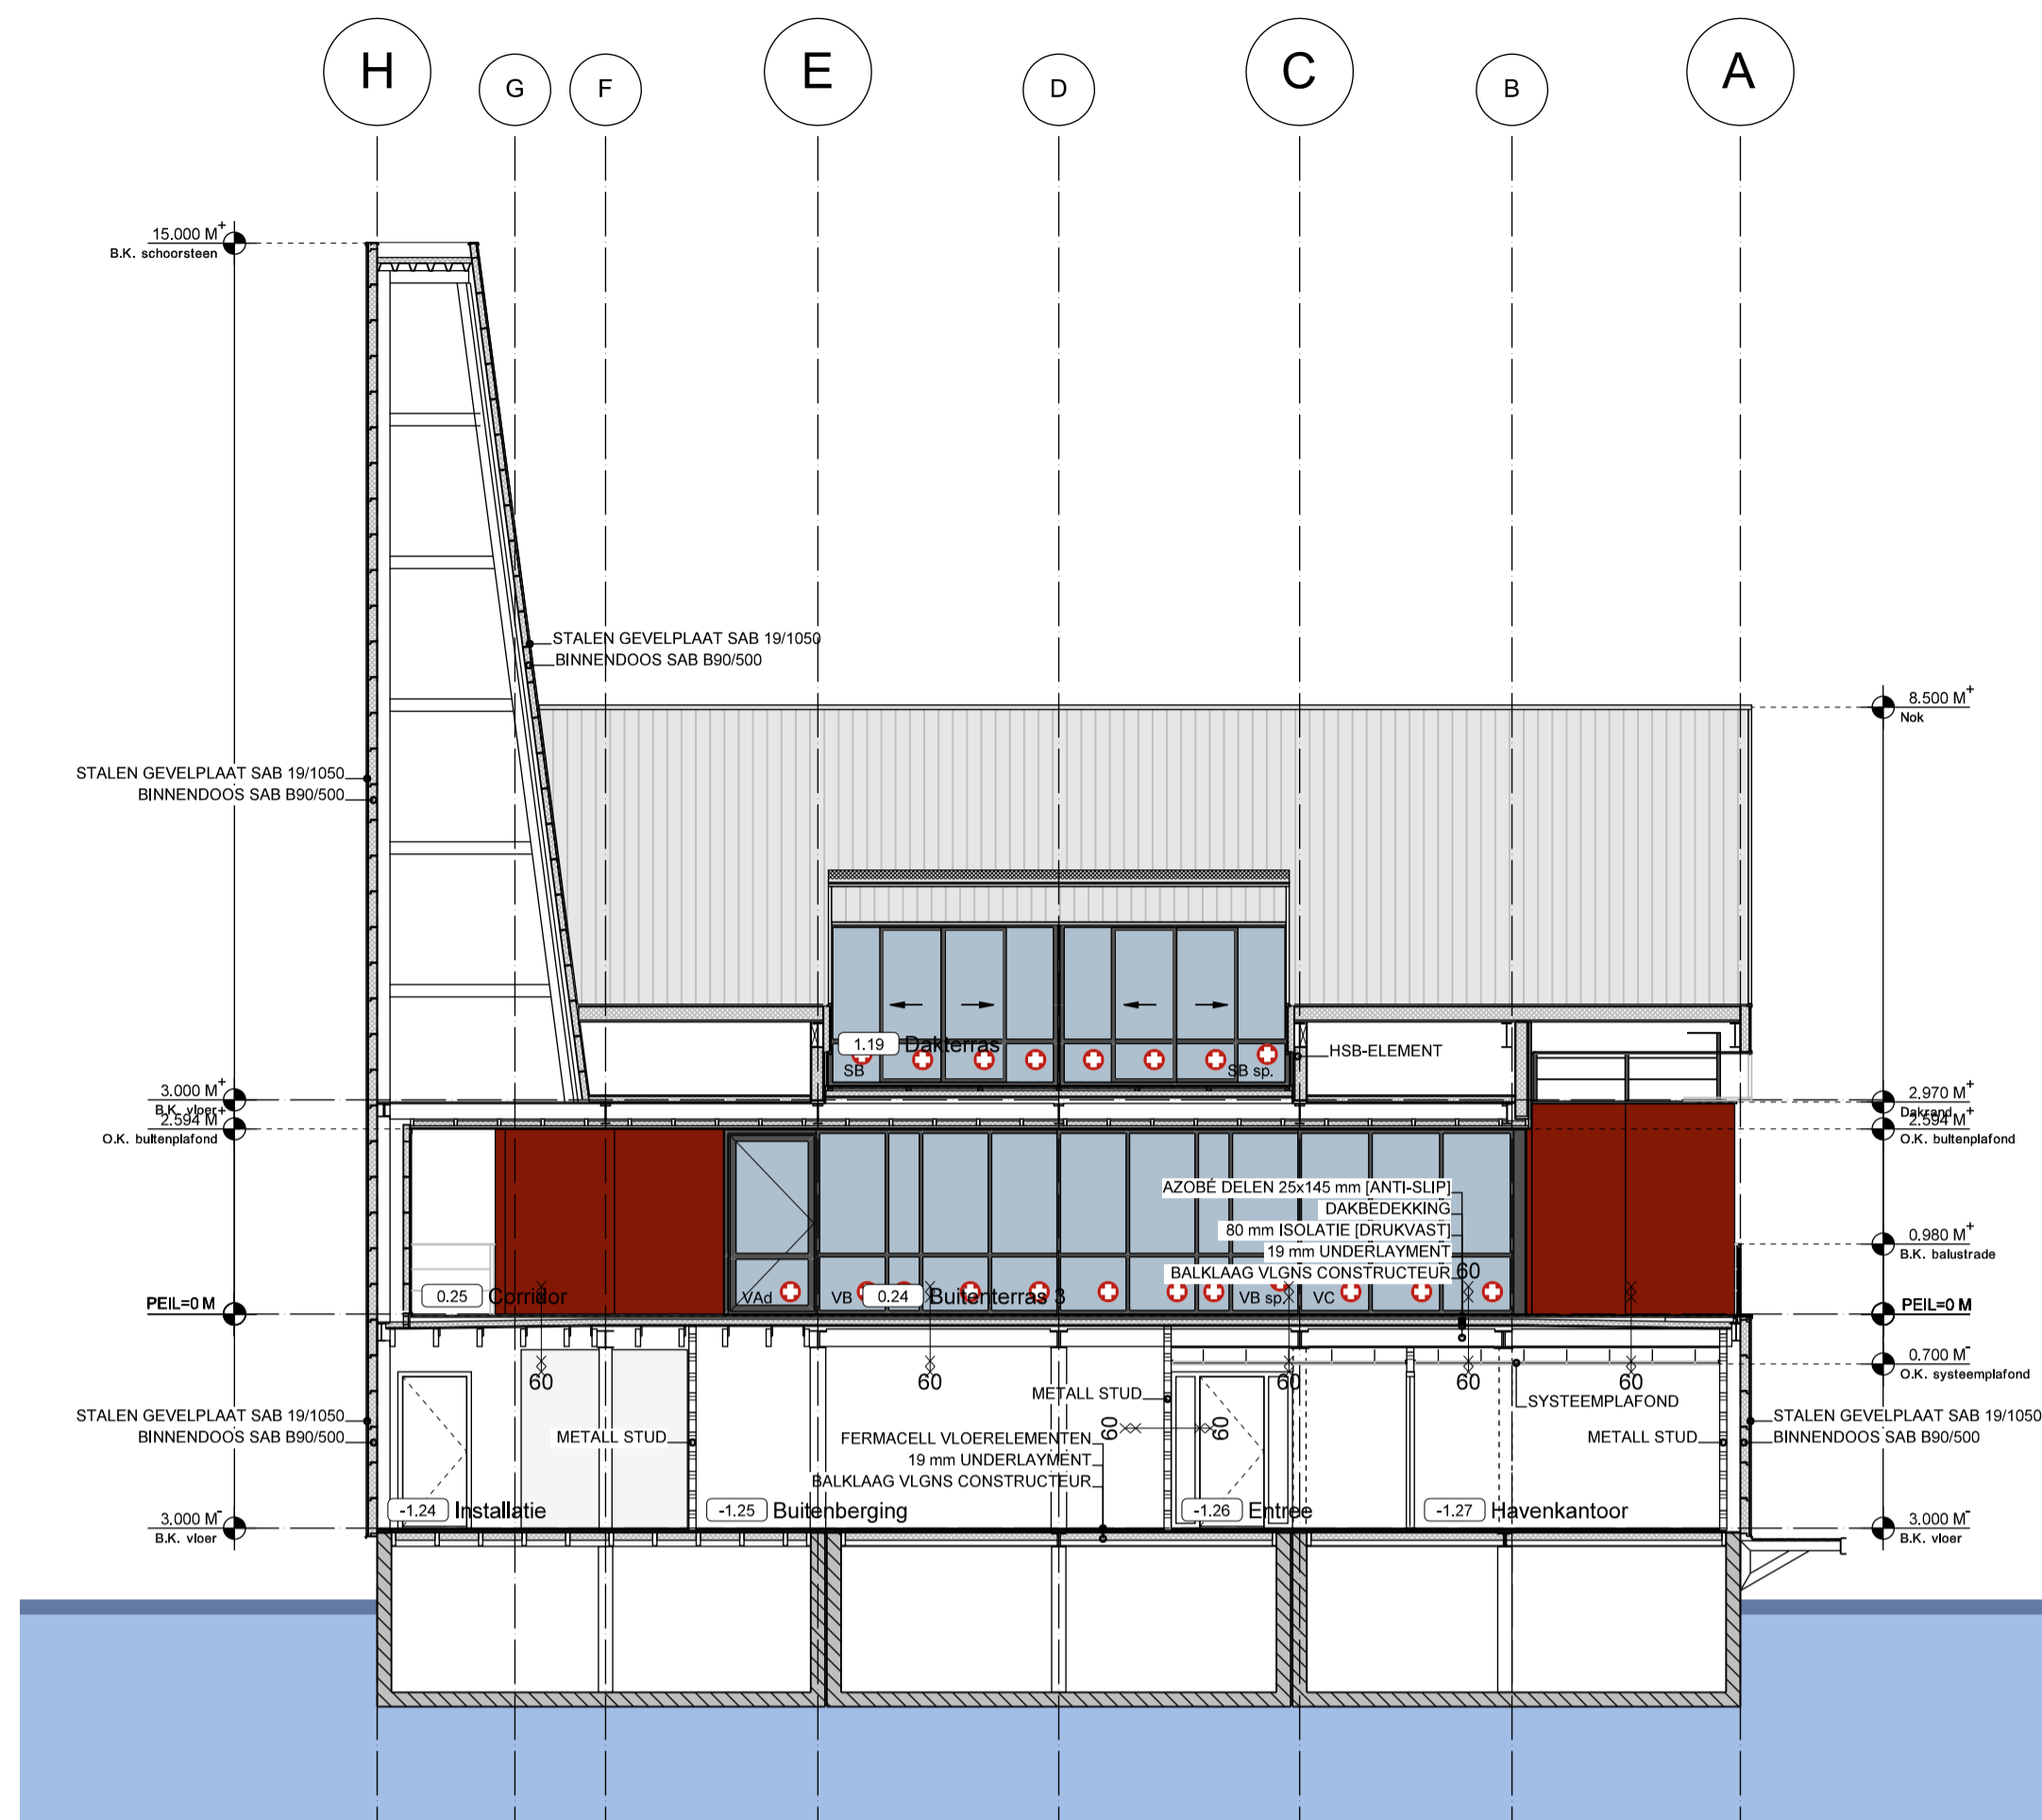 H
G
F
E
D
C
B
A
15.000 M+
B.K. schoorsteen
STALEN GEVELPLAAT SAB 19/1050
BINNENDOOS SAB B90/500
8.500 M+
Nok
STALEN GEVELPLAAT SAB 19/1050
BINNENDOOS SAB B90/500
1.19 Dakterras
SB
SB sp.
HSB-ELEMENT
3.000 M+
B.K. vloer
2.594 M+
O.K. buitenplafond
2.970 M+
Dakrand
2.594 M+
O.K. buitenplafond
AZOBÉ DELEN 25x145 mm [ANTI-SLIP]
DAKBEDEKKING
80 mm ISOLATIE [DRUKVAST]
19 mm UNDERLAYMENT
BALKLAAG VLGNS CONSTRUCTEUR
60
0.980 M+
B.K. balustrade
0.25 Corridor
VAd
VB
0.24 Buitenterras 3
VB sp.
VC
PEIL=0 M
PEIL=0 M
0.700 M-
O.K. systeemplafond
60
60
60
60
60
METALL STUD
SYSTEEMPLAFOND
STALEN GEVELPLAAT SAB 19/1050
BINNENDOOS SAB B90/500
METALL STUD
60
60
FERMACELL VLOERELEMENTEN
19 mm UNDERLAYMENT
BALKLAAG VLGNS CONSTRUCTEUR
METALL STUD
STALEN GEVELPLAAT SAB 19/1050
BINNENDOOS SAB B90/500
-1.24 Installatie
-1.25 Buitenberging
-1.26 Entree
-1.27 Havenkantoor
3.000 M-
B.K. vloer
3.000 M-
B.K. vloer